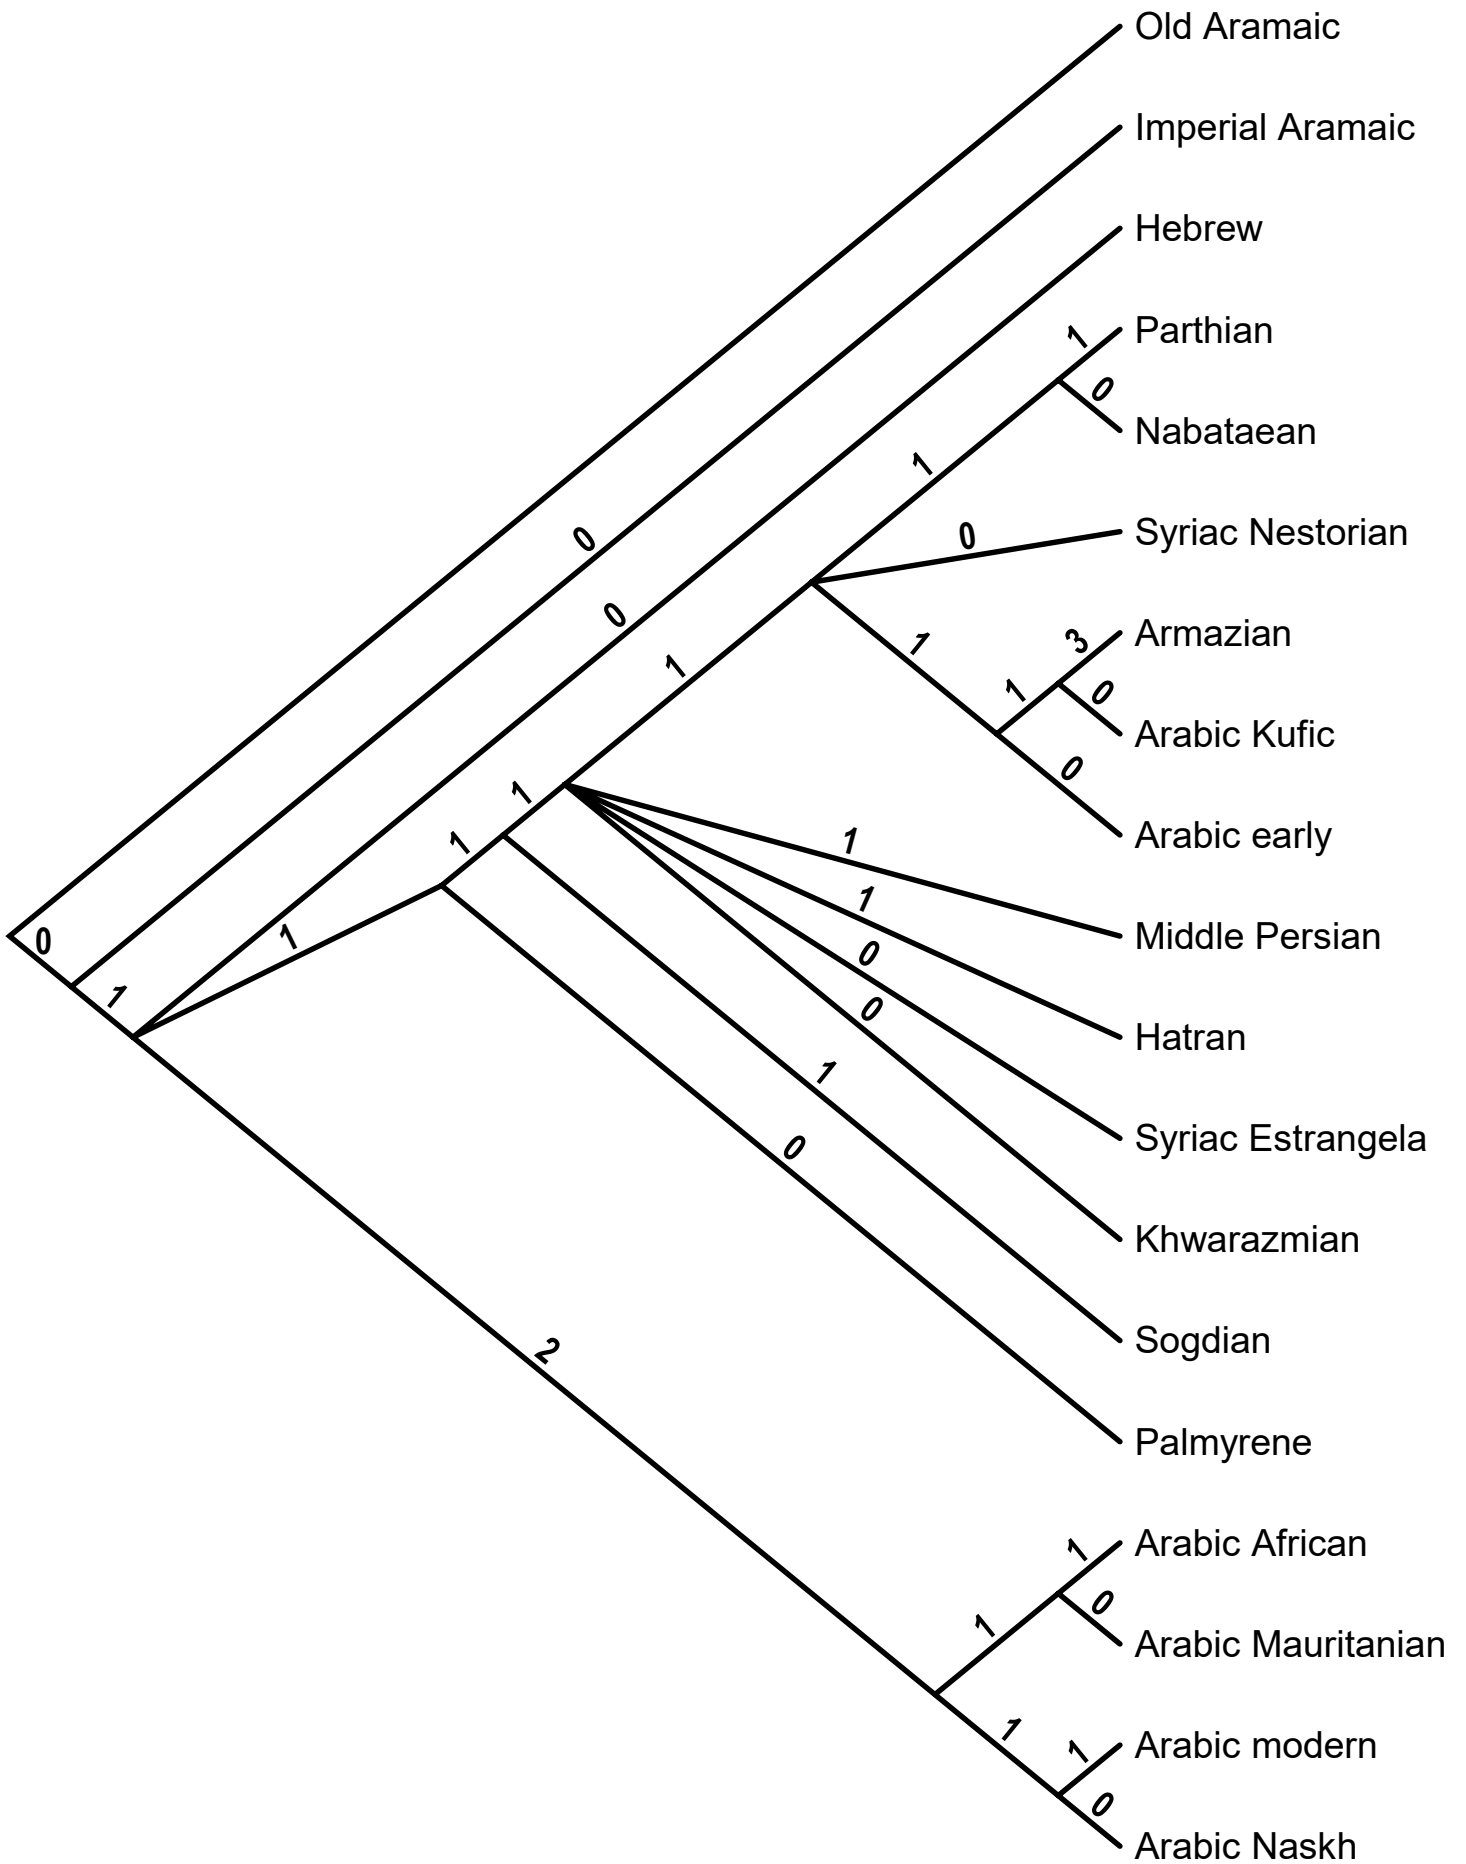 Old Aramaic
Imperial Aramaic
Hebrew
1 Parthian
0
Nabataean
1
0 Syriac Nestorian
0
0
1
1
3 Armazian
1
0
Arabic Kufic
0
1
1
Arabic early
1
1
0
1
0
1
0
Middle Persian
Hatran
1
0
Syriac Estrangela
Khwarazmian
Sogdian
2
Palmyrene
1 Arabic African
1
0
Arabic Mauritanian
1
1 Arabic modern
0
Arabic Naskh